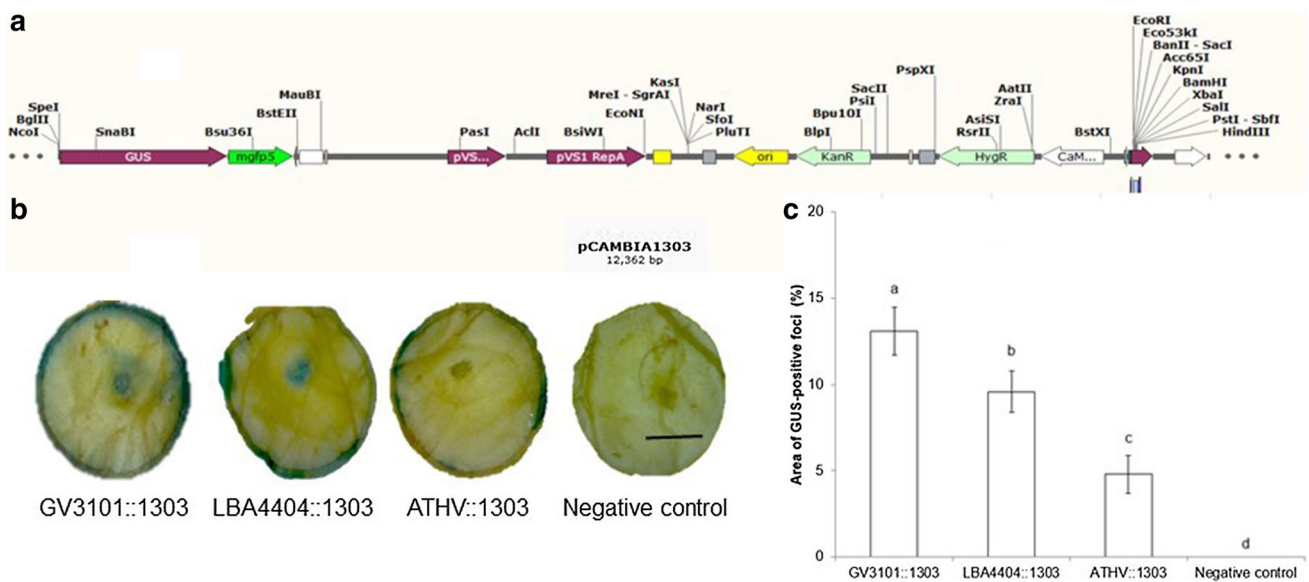 a
SpeI
BglII
NcoI
SnaBI
Bsu36I
BstEII
MauBI
PasI
AclI
BsiWI
EcoNI
MreI - SgrAI
KasI
NarI
SfoI
PluTI
BlpI
Bpu10I
PsiI
SacII
PspXI
RsrII
AsiSI
ZraI
AatII
BstXI
EcoRI
Eco53kI
BanII - SacI
Acc65I
KpnI
BamHI
XbaI
SalI
PstI - SbfI
HindIII
GUS
mgfp5
pVS...
pVS1 RepA
ori
KanR
HygR
CaM...
pCAMBIA1303
12,362 bp
b
GV3101::1303
LBA4404::1303
ATHV::1303
Negative control
c
Area of GUS-positive foci (%)
20
15
10
5
0
a
b
c
d
GV3101::1303
LBA4404::1303
ATHV::1303
Negative control